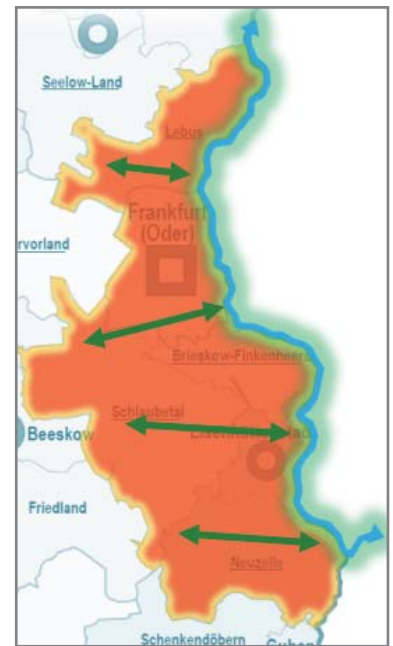 Seelow-Land
Lebus
Frankfurt
(Oder)
rvorland
Brieskow-Finkenheerd
Schlaubetal
Beeskow
Friedland
Neuzelle
Schenkendöbern
Guben